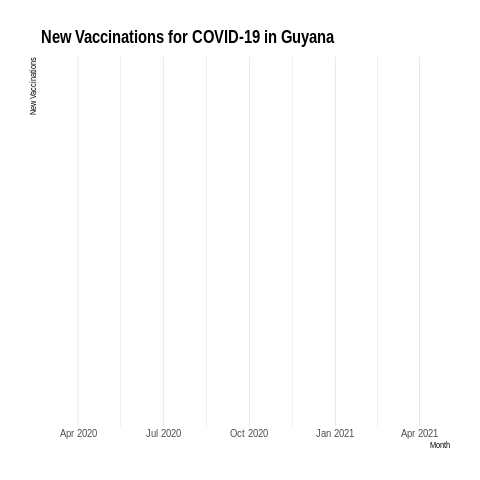 New Vaccinations for COVID-19 in Guyana
New Vaccinations
Apr 2020 Jul 2020 Oct 2020 Jan 2021 Apr 2021
Month